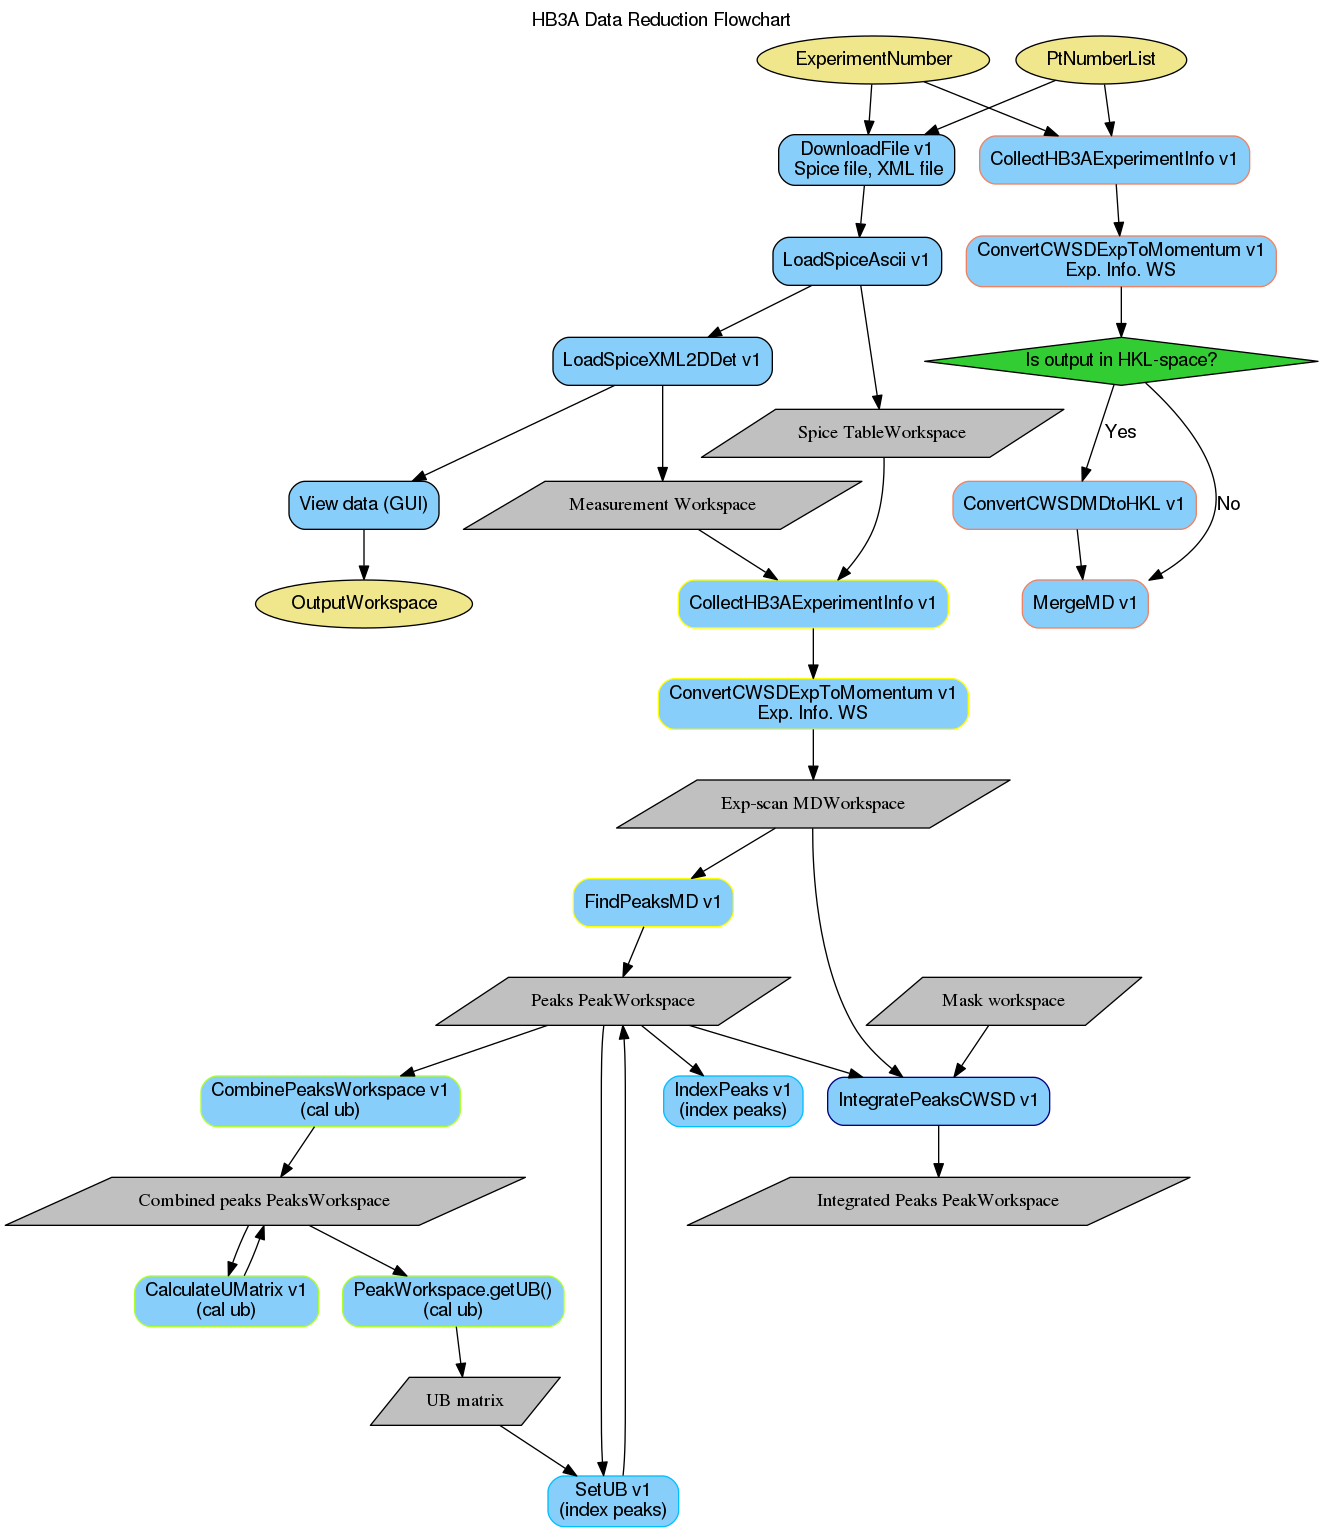 HB3A Data Reduction Flowchart
ExperimentNumber
PtNumberList
DownloadFile v1
Spice file, XML file
CollectHB3AExperimentInfo v1
LoadSpiceAscii v1
ConvertCWSDExpToMomentum v1
Exp. Info. WS
LoadSpiceXML2DDet v1
Is output in HKL-space?
Spice TableWorkspace
Yes
View data (GUI)
Measurement Workspace
ConvertCWSDMDtoHKL v1
No
OutputWorkspace
CollectHB3AExperimentInfo v1
MergeMD v1
ConvertCWSDExpToMomentum v1
Exp. Info. WS
Exp-scan MDWorkspace
FindPeaksMD v1
Peaks PeakWorkspace
Mask workspace
CombinePeaksWorkspace v1
(cal ub)
IndexPeaks v1
(index peaks)
IntegratePeaksCWSD v1
Combined peaks PeaksWorkspace
Integrated Peaks PeakWorkspace
CalculateUMatrix v1
(cal ub)
PeakWorkspace.getUB()
(cal ub)
UB matrix
SetUB v1
(index peaks)